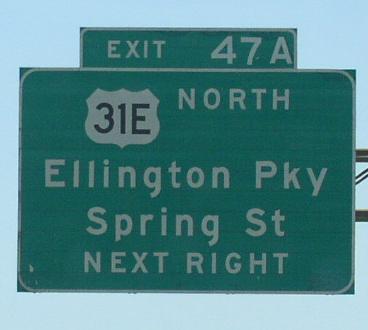 EXIT 47A
31E NORTH
Ellington Pky
Spring St
NEXT RIGHT